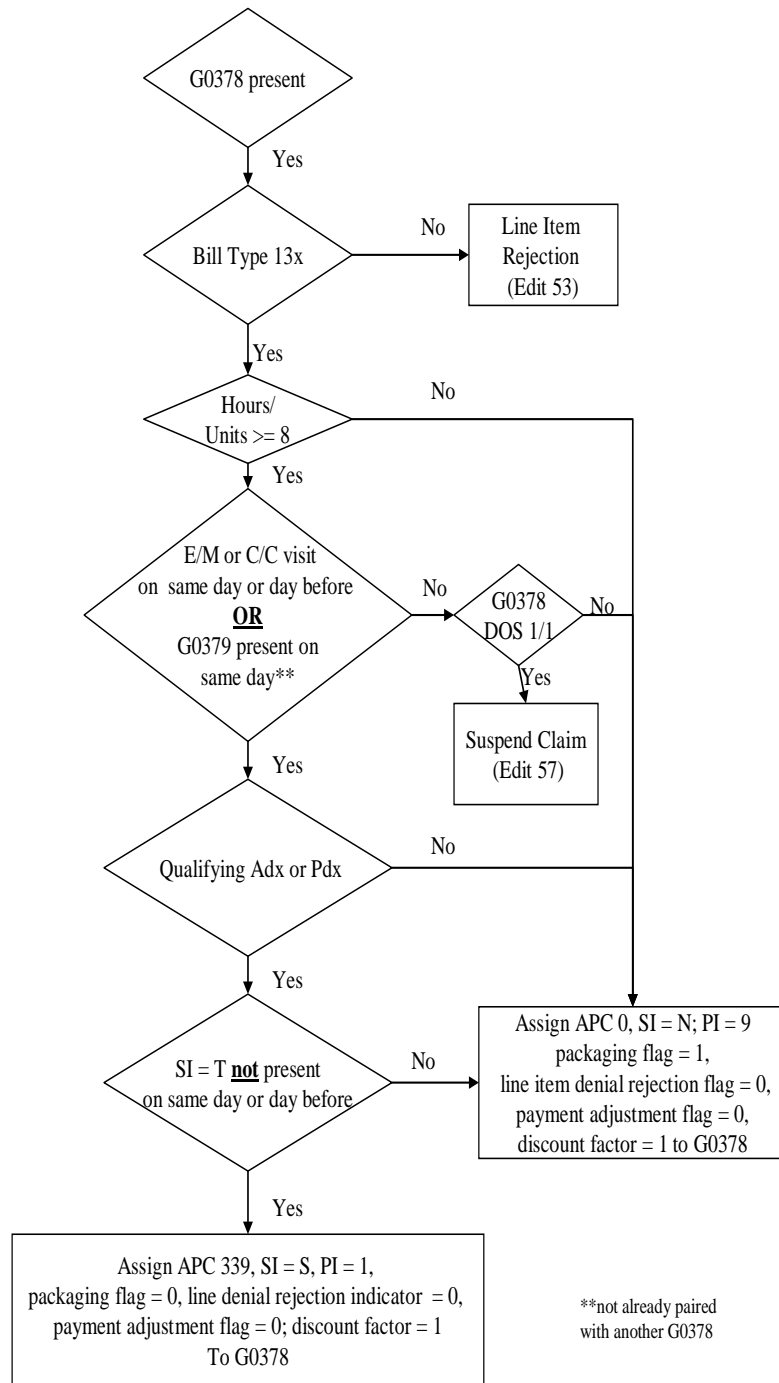 G0378 present
Yes
Bill Type 13x
No
Line Item
Rejection
(Edit 53)
Yes
Hours/
Units >= 8
No
Yes
E/M or C/C visit
on same day or day before
OR
G0379 present on
same day**
No
G0378
DOS 1/1
No
Yes
Suspend Claim
(Edit 57)
Yes
Qualifying Adx or Pdx
No
Yes
SI = T not present
on same day or day before
No
Assign APC 0, SI = N; PI = 9
packaging flag = 1,
line item denial rejection flag = 0,
payment adjustment flag = 0,
discount factor = 1 to G0378
Yes
Assign APC 339, SI = S, PI = 1,
packaging flag = 0, line denial rejection indicator = 0,
payment adjustment flag = 0; discount factor = 1
To G0378
**not already paired
with another G0378